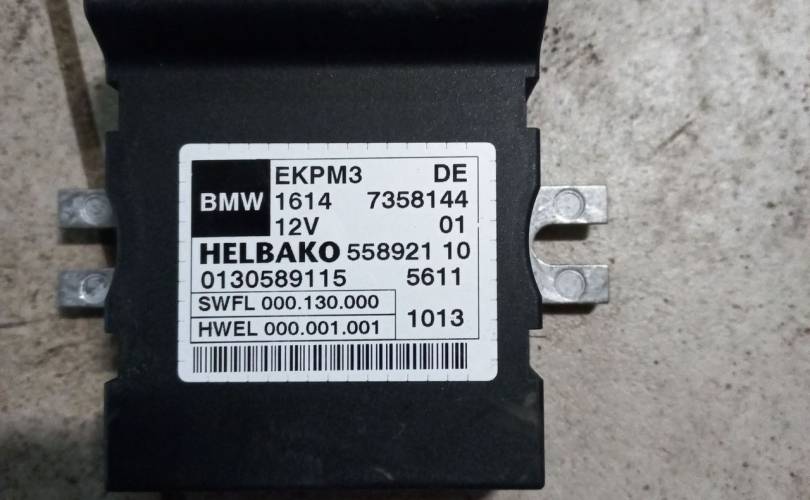 EKPM3 DE
BMW 1614 7358144
12V 01
HELBAKO 558921 10
0130589115 5611
SWFL 000.130.000
HWEL 000.001.001 1013